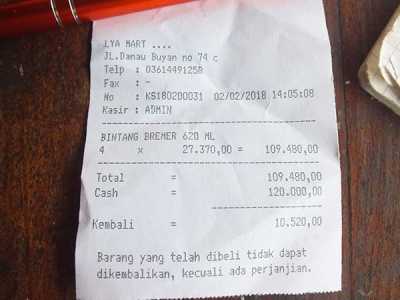 LYA MART ....
JL.Danau Buyan no 74 c
Telp : 0361449125B
Fax : -
No : KS180200031 02/02/2018 14:05:08
Kasir : ADMIN
BINTANG BREMER 620 ML
4 x 27.370,00 = 109.480,00
Total = 109.480,00
Cash = 120.000,00
Kembali = 10.520,00
Barang yang telah dibeli tidak dapat
dikembalikan, kecuali ada perjanjian.